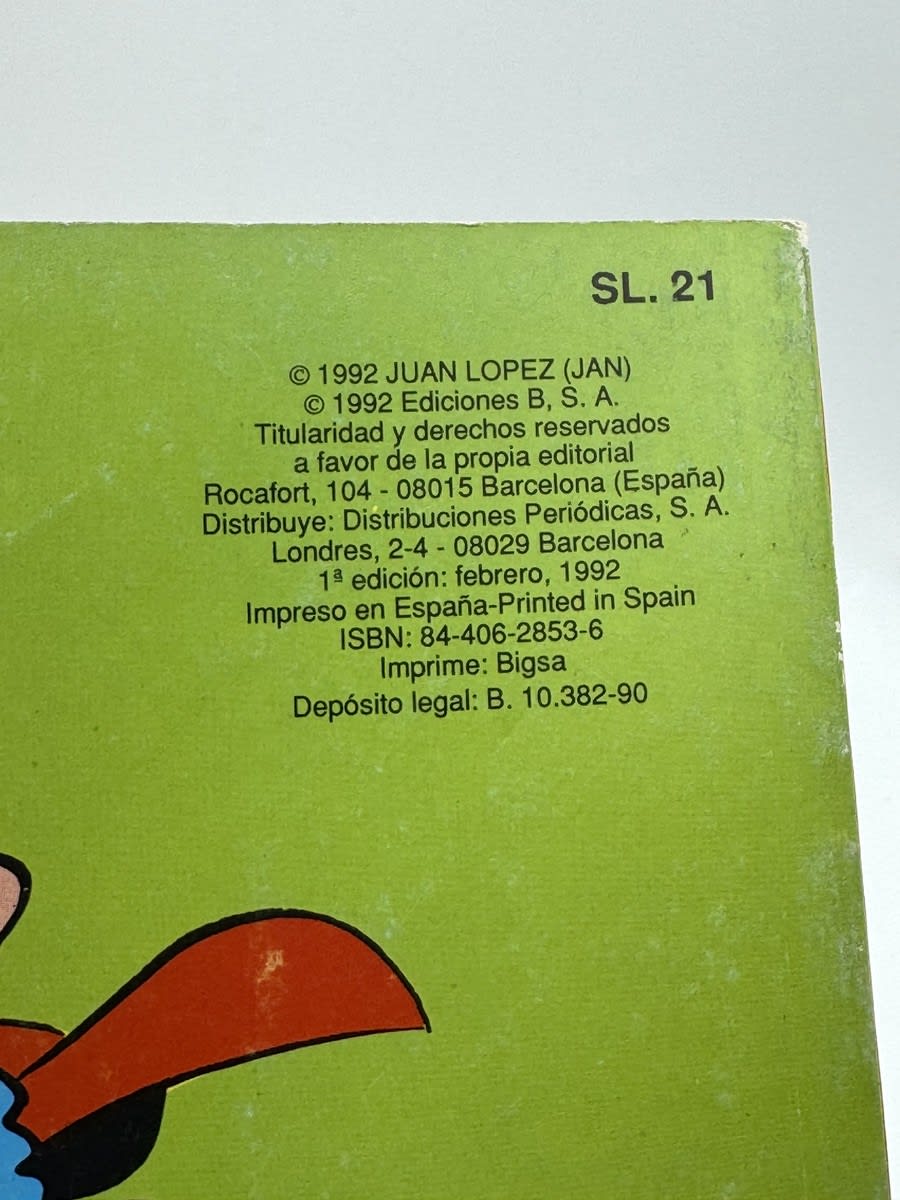 SL. 21
© 1992 JUAN LOPEZ (JAN)
© 1992 Ediciones B, S. A.
Titularidad y derechos reservados
a favor de la propia editorial
Rocafort, 104 - 08015 Barcelona (España)
Distribuye: Distribuciones Periódicas, S. A.
Londres, 2-4 - 08029 Barcelona
1ª edición: febrero, 1992
Impreso en España-Printed in Spain
ISBN: 84-406-2853-6
Imprime: Bigsa
Depósito legal: B. 10.382-90